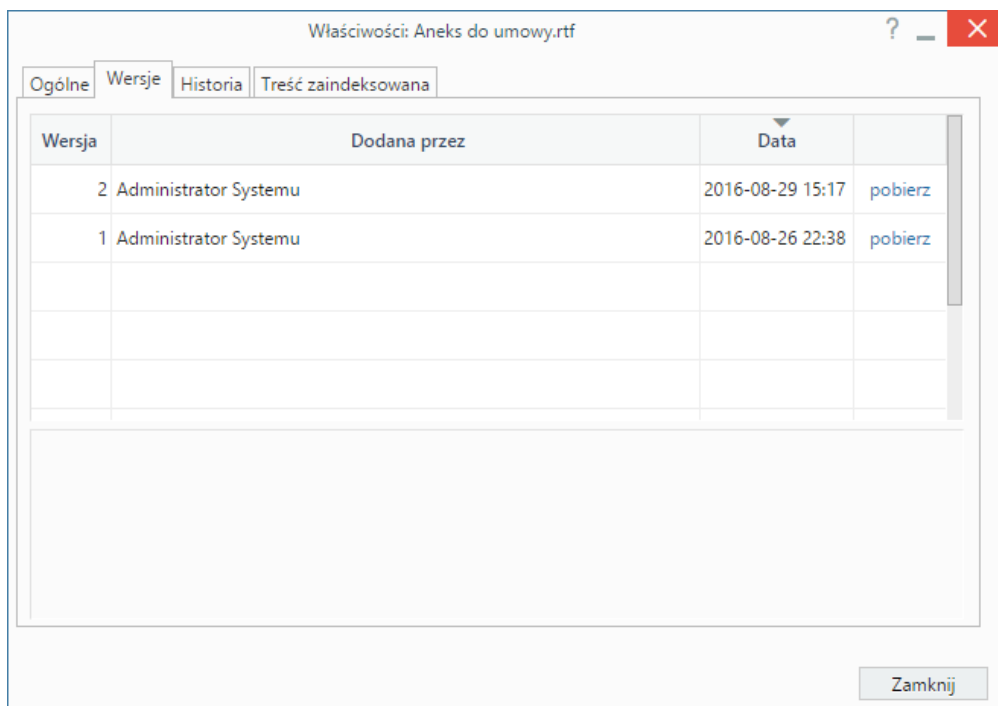 Właściwości: Aneks do umowy.rtf ?
Ogólne Wersje Historia Treść zaindeksowana
Wersja Dodana przez Data
2 Administrator Systemu 2016-08-29 15:17 pobierz
1 Administrator Systemu 2016-08-26 22:38 pobierz
Zamknij